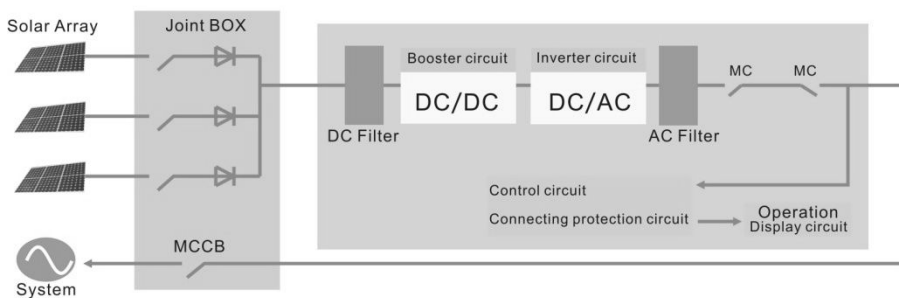 Solar Array
Joint BOX
Booster circuit
Inverter circuit
DC/DC
DC/AC
MC
MC
DC Filter
AC Filter
Control circuit
Connecting protection circuit
Operation
Display circuit
MCCB
System